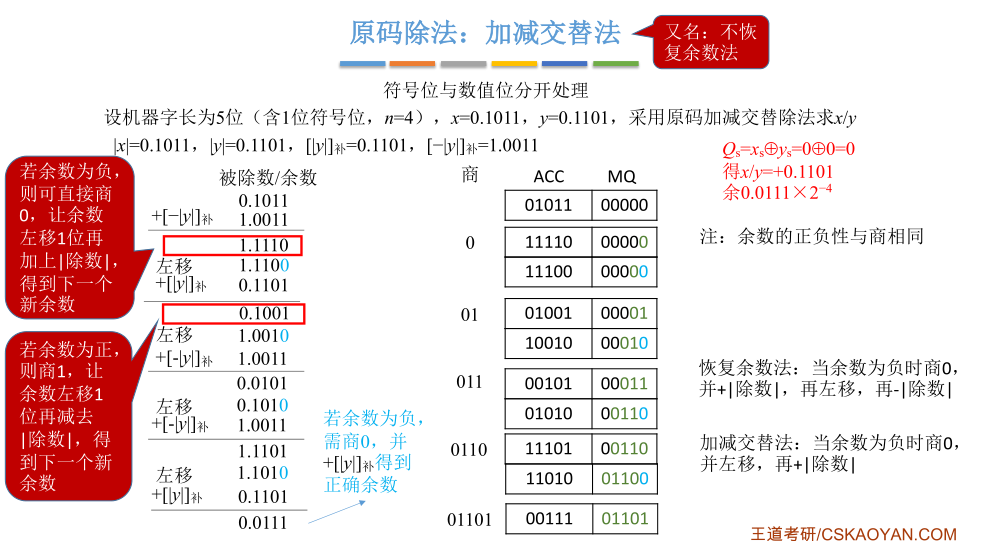 原码除法：加减交替法
又名：不恢
复余数法
符号位与数值位分开处理
设机器字长为5位（含1位符号位，n=4），x=0.1011，y=0.1101，采用原码加减交替除法求x/y
|x|=0.1011，|y|=0.1101，[|y|]补=0.1101，[−|y|]补=1.0011
Qs=xs⊕ys=0⊕0=0
得x/y=+0.1101
余0.0111×2⁻⁴
若余数为负，
则可直接商
0，让余数
左移1位再
加上|除数|，
得到下一个
新余数
若余数为正，
则商1，让
余数左移1
位再减去
|除数|，得
到下一个新
余数
被除数/余数
0.1011
+[−|y|]补 1.0011
1.1110
左移 1.1100
+[|y|]补 0.1101
0.1001
左移 1.0010
+[-|y|]补 1.0011
0.0101
左移 0.1010
+[-|y|]补 1.0011
1.1101
左移 1.1010
+[|y|]补 0.1101
0.0111
若余数为负，
需商0，并
+[|y|]补得到
正确余数
商 ACC MQ
01011 00000
0 11110 00000
11100 00000
01 01001 00001
10010 00010
011 00101 00011
01010 00110
0110 11101 00110
11010 01100
01101 00111 01101
注：余数的正负性与商相同
恢复余数法：当余数为负时商0，
并+|除数|，再左移，再-|除数|
加减交替法：当余数为负时商0，
并左移，再+|除数|
王道考研/CSKAOYAN.COM